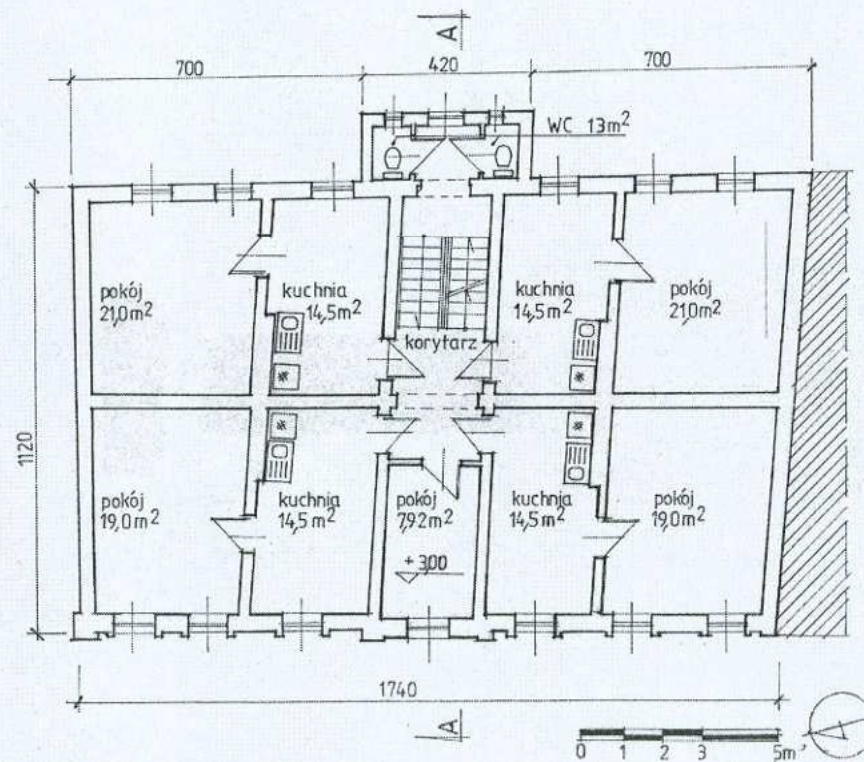 A
700 420 700
WC 13m²
pokój
21,0m²
kuchnia
14,5m²
korytarz
kuchnia
14,5m²
pokój
21,0m²
1120
pokój
19,0m²
kuchnia
14,5m²
pokój
7,92m²
+300
kuchnia
14,5m²
pokój
19,0m²
1740
A
0 1 2 3 5m